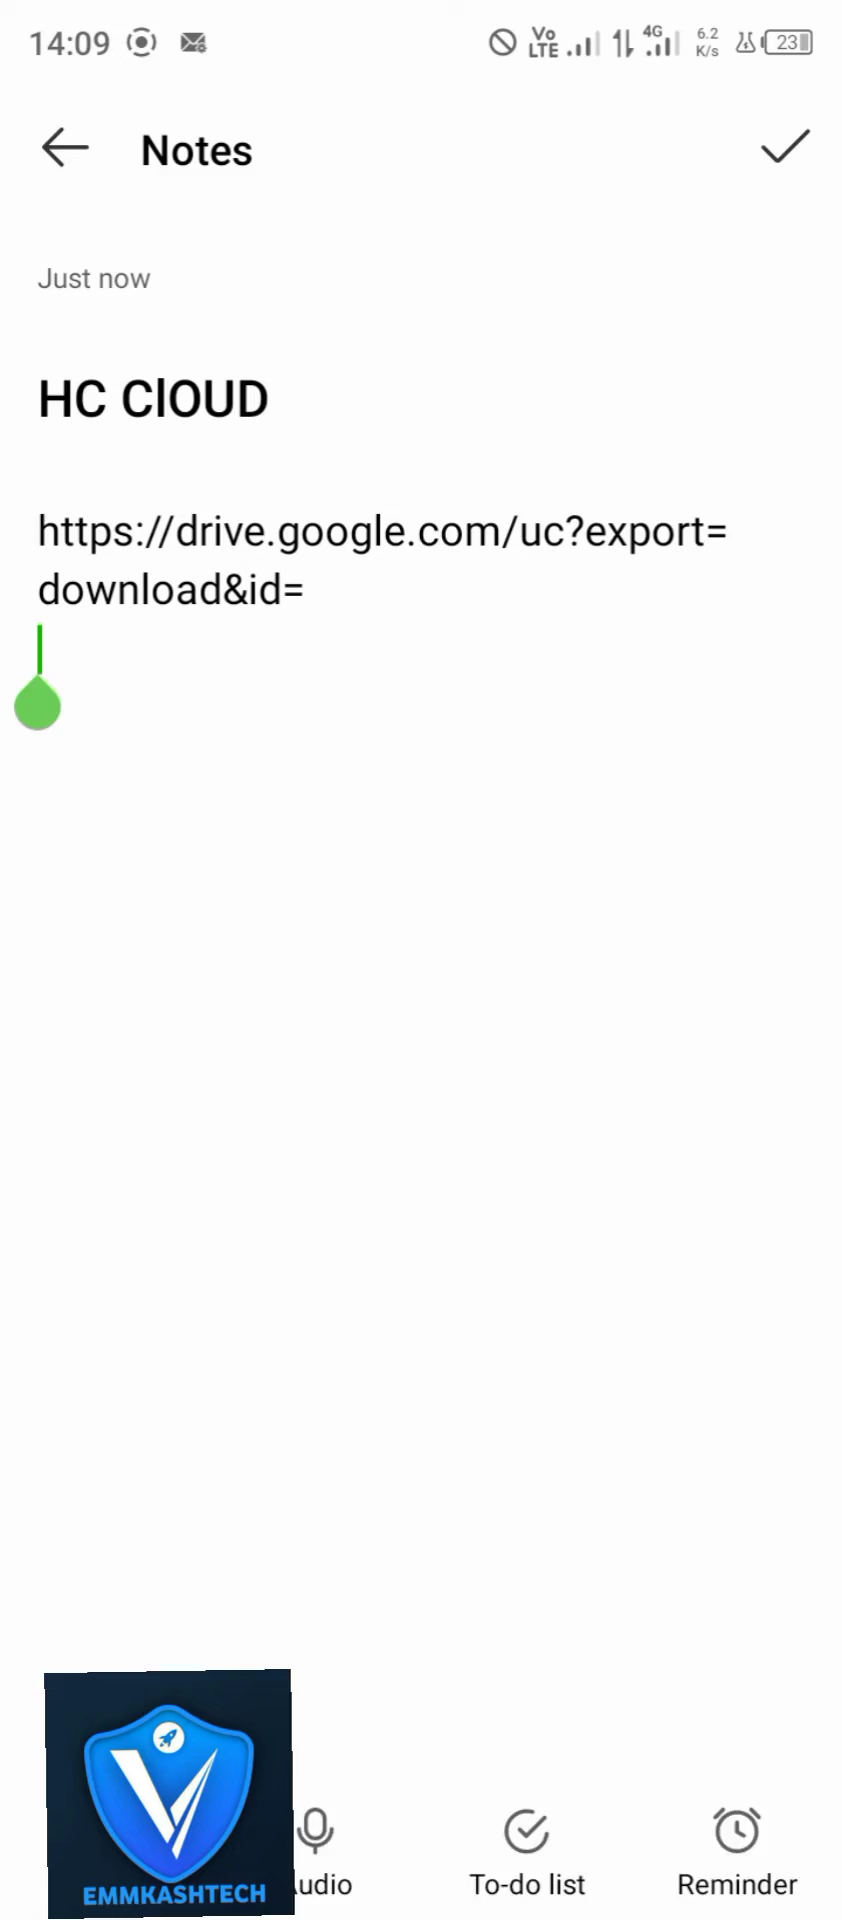 14:09
Vo
LTE
4G
6.2
K/s
23
Notes
Just now
HC ClOUD
https://drive.google.com/uc?export=
download&id=
EMMKASHTECH
udio
To-do list
Reminder